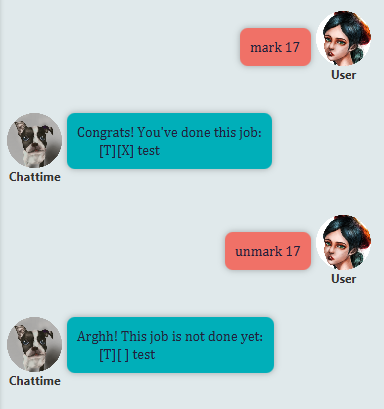 mark 17
User
Congrats! You've done this job:
[T][X] test
Chattime
unmark 17
User
Arghh! This job is not done yet:
[T][ ] test
Chattime